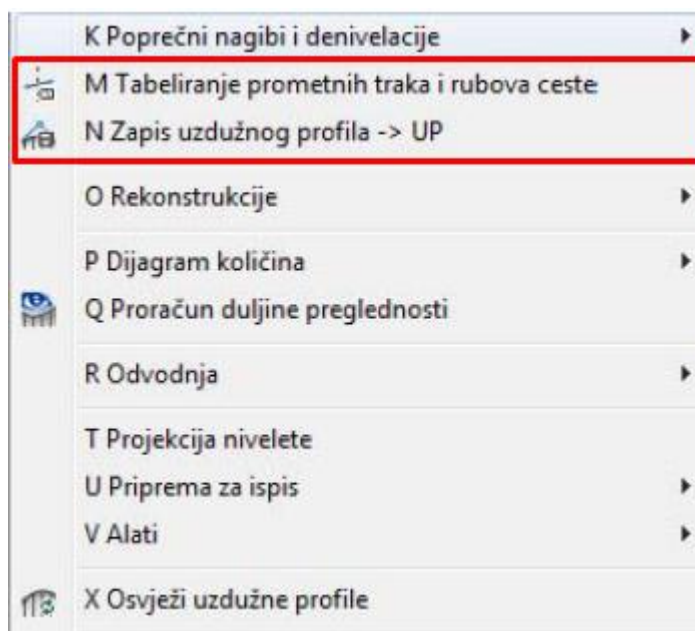 K Poprečni nagibi i denivelacije
M Tabeliranje prometnih traka i rubova ceste
N Zapis uzdužnog profila -> UP
O Rekonstrukcije
P Dijagram količina
Q Proračun duljine preglednosti
R Odvodnja
T Projekcija nivelete
U Priprema za ispis
V Alati
X Osvježi uzdužne profile